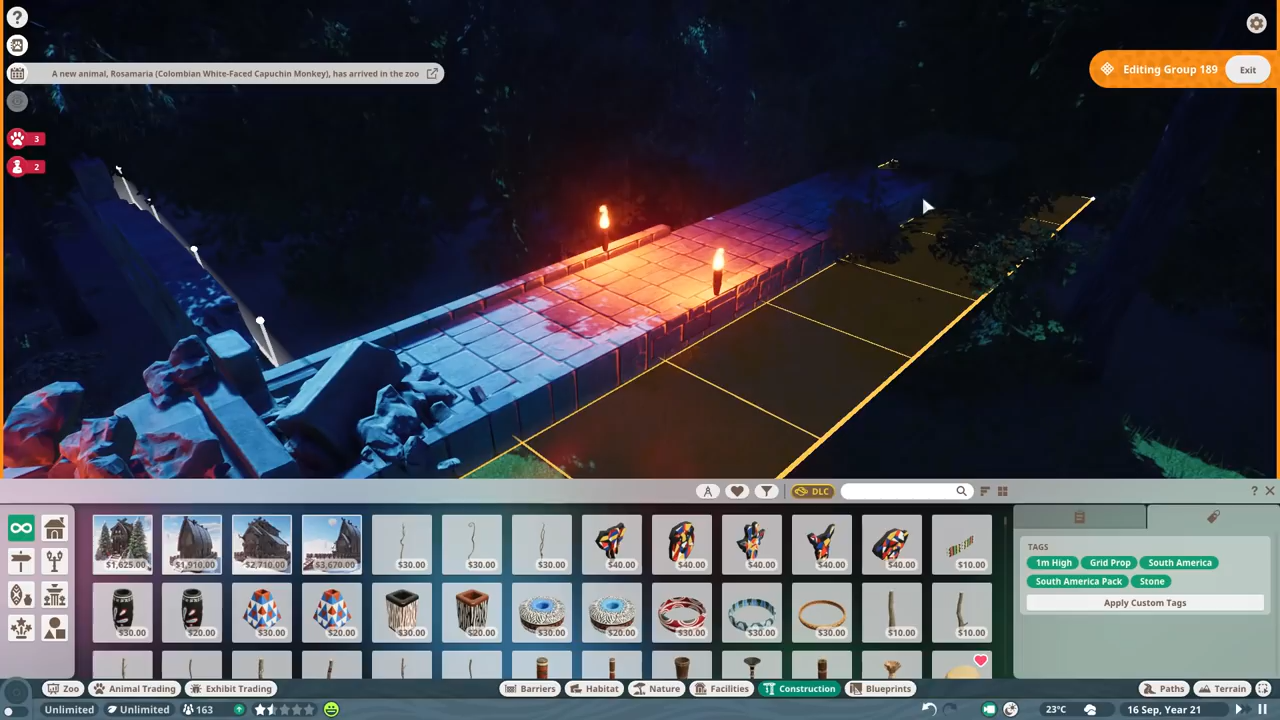 ?
A new animal, Rosamaria (Colombian White-Faced Capuchin Monkey), has arrived in the zoo
Editing Group 189
Exit
3
2
DLC
?
$1,625.00
$1,910.00
$2,710.00
$3,670.00
$30.00
$30.00
$30.00
$40.00
$40.00
$40.00
$40.00
$40.00
$10.00
$30.00
$20.00
$30.00
$20.00
$30.00
$20.00
$30.00
$20.00
$30.00
$30.00
$30.00
$10.00
$10.00
TAGS
1m High
Grid Prop
South America
South America Pack
Stone
Apply Custom Tags
Zoo
Animal Trading
Exhibit Trading
Barriers
Habitat
Nature
Facilities
Construction
Blueprints
Paths
Terrain
Unlimited
Unlimited
163
23°C
16 Sep, Year 21